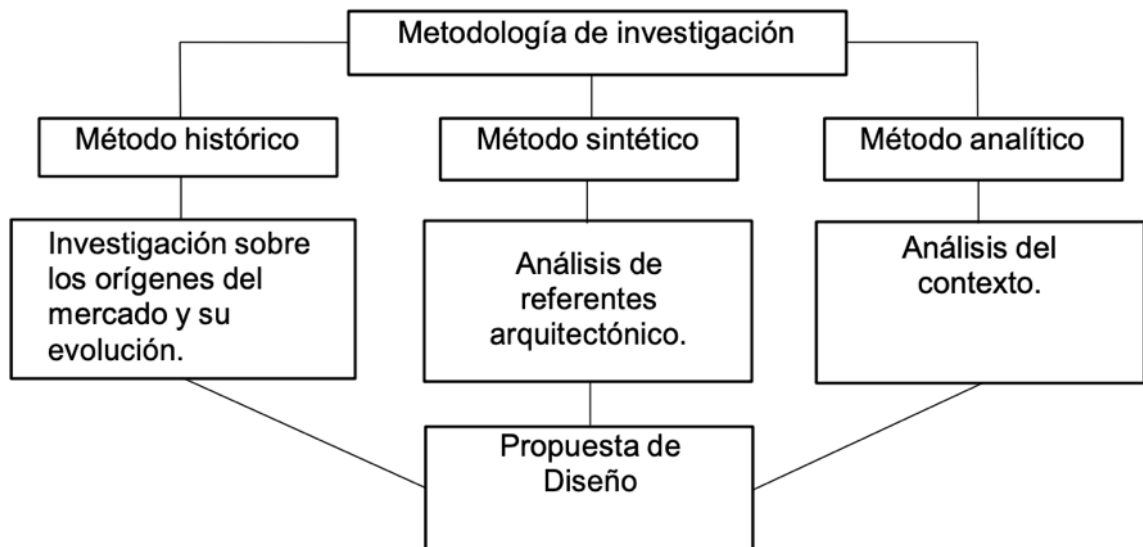 Metodología de investigación
Método histórico
Método sintético
Método analítico
Investigación sobre
los orígenes del
mercado y su
evolución.
Análisis de
referentes
arquitectónico.
Análisis del
contexto.
Propuesta de
Diseño